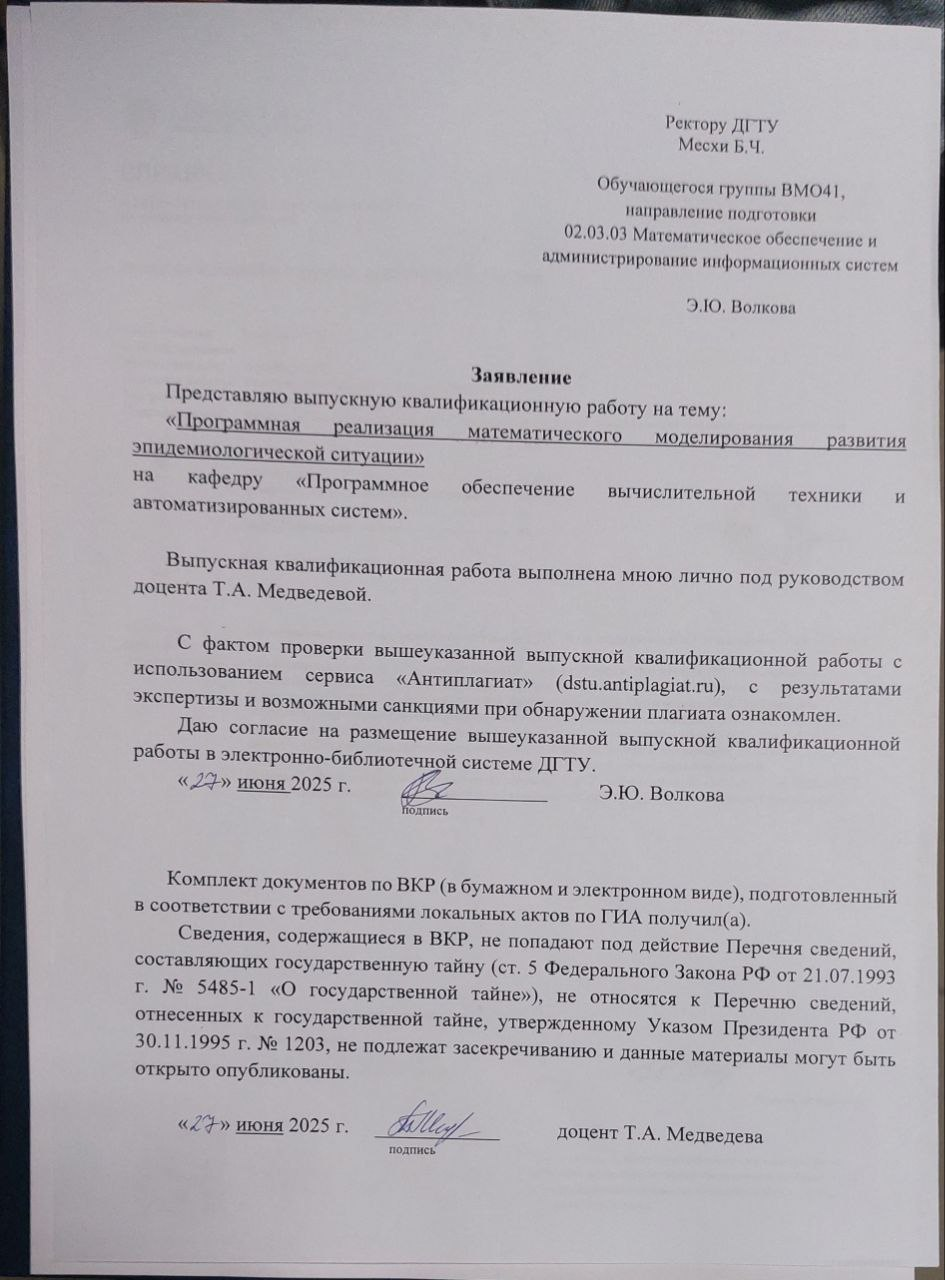 Ректору ДГТУ
Месхи Б.Ч.
Обучающегося группы ВМО41,
направление подготовки
02.03.03 Математическое обеспечение и
администрирование информационных систем
Э.Ю. Волкова
Заявление
Представляю выпускную квалификационную работу на тему:
«Программная реализация математического моделирования развития
эпидемиологической ситуации»
на кафедру «Программное обеспечение вычислительной техники и
автоматизированных систем».
Выпускная квалификационная работа выполнена мною лично под руководством
доцента Т.А. Медведевой.
С фактом проверки вышеуказанной выпускной квалификационной работы с
использованием сервиса «Антиплагиат» (dstu.antiplagiat.ru), с результатами
экспертизы и возможными санкциями при обнаружении плагиата ознакомлен.
Даю согласие на размещение вышеуказанной выпускной квалификационной
работы в электронно-библиотечной системе ДГТУ.
«27» июня 2025 г. Э.Ю. Волкова
подпись
Комплект документов по ВКР (в бумажном и электронном виде), подготовленный
в соответствии с требованиями локальных актов по ГИА получил(а).
Сведения, содержащиеся в ВКР, не попадают под действие Перечня сведений,
составляющих государственную тайну (ст. 5 Федерального Закона РФ от 21.07.1993
г. № 5485-1 «О государственной тайне»), не относятся к Перечню сведений,
отнесенных к государственной тайне, утвержденному Указом Президента РФ от
30.11.1995 г. № 1203, не подлежат засекречиванию и данные материалы могут быть
открыто опубликованы.
«27» июня 2025 г. доцент Т.А. Медведева
подпись